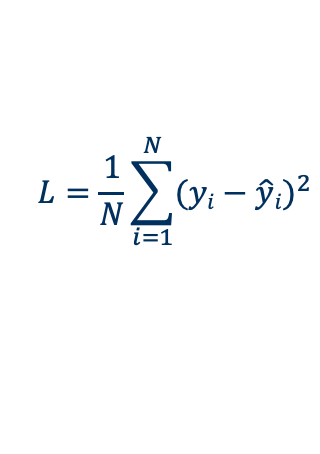 L = \frac{1}{N} \sum_{i=1}^{N} (y_i - \hat{y}_i)^2